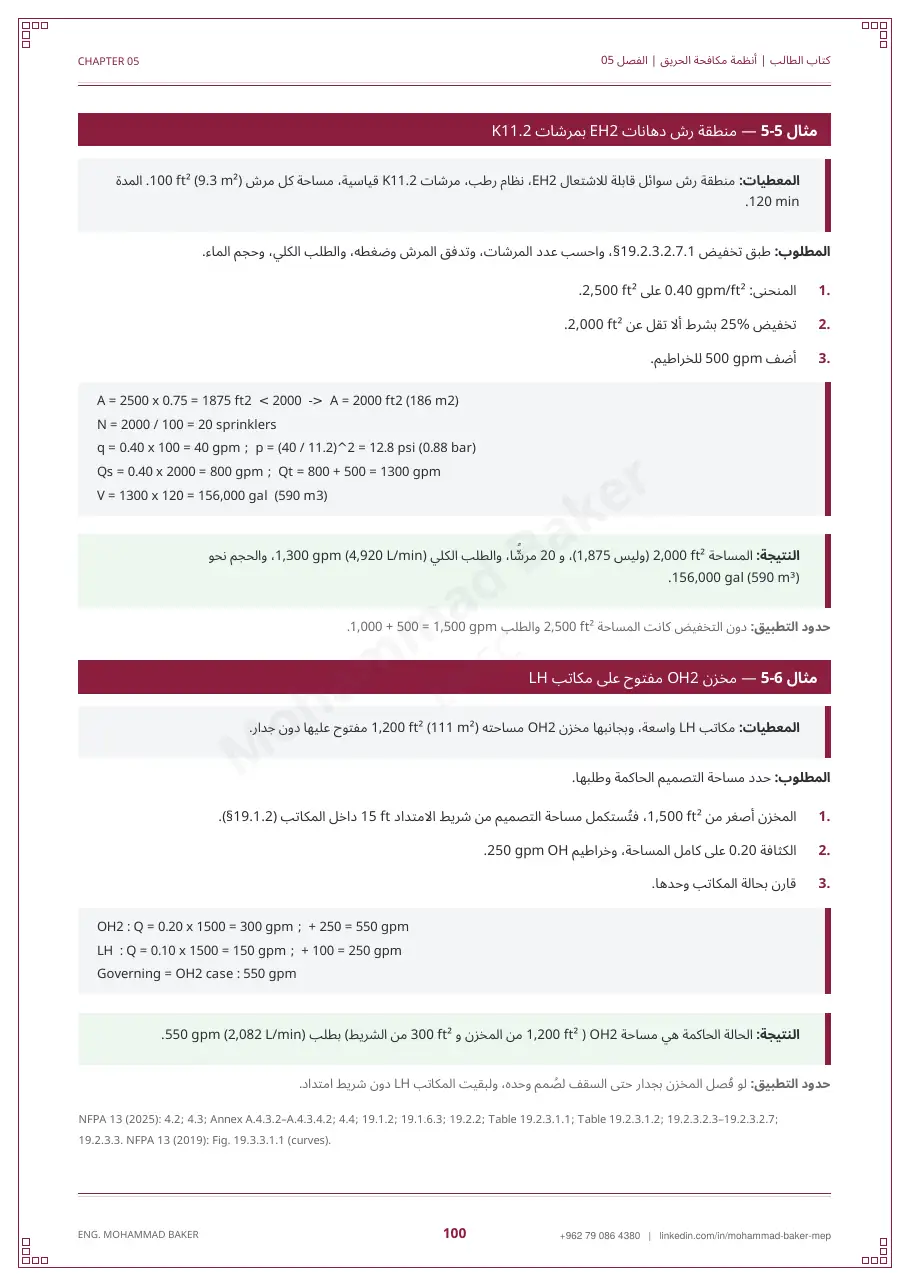 CHAPTER 05
كتاب الطالب | أنظمة مكافحة الحريق | الفصل 05
مثال 5-5 — منطقة رش دهانات EH2 بمرشات K11.2
المعطيات: منطقة رش سوائل قابلة للاشتعال EH2، نظام رطب، مرشات K11.2 قياسية، مساحة كل مرش 100 ft² (9.3 m²). المدة
120 min.
المطلوب: طبق تخفيض §19.2.3.2.7.1، واحسب عدد المرشات، وتدفق المرش وضغطه، والطلب الكلي، وحجم الماء.
1. المنحنى: 0.40 gpm/ft² على 2,500 ft².
2. تخفيض 25% بشرط ألا تقل عن 2,000 ft².
3. أضف 500 gpm للخراطيم.
A = 2500 x 0.75 = 1875 ft2 < 2000 -> A = 2000 ft2 (186 m2)
N = 2000 / 100 = 20 sprinklers
q = 0.40 x 100 = 40 gpm ; p = (40 / 11.2)^2 = 12.8 psi (0.88 bar)
Qs = 0.40 x 2000 = 800 gpm ; Qt = 800 + 500 = 1300 gpm
V = 1300 x 120 = 156,000 gal (590 m3)
النتيجة: المساحة 2,000 ft² (وليس 1,875)، و 20 مرشًّا، والطلب الكلي 1,300 gpm (4,920 L/min)، والحجم نحو
156,000 gal (590 m³).
حدود التطبيق: دون التخفيض كانت المساحة 2,500 ft² والطلب 1,000 + 500 = 1,500 gpm.
مثال 5-6 — مخزن OH2 مفتوح على مكاتب LH
المعطيات: مكاتب LH واسعة، وبجانبها مخزن OH2 مساحته 1,200 ft² (111 m²) مفتوح عليها دون جدار.
المطلوب: حدد مساحة التصميم الحاكمة وطلبها.
1. المخزن أصغر من 1,500 ft²، فتُستكمل مساحة التصميم من شريط الامتداد 15 ft داخل المكاتب (§19.1.2).
2. الكثافة 0.20 على كامل المساحة، وخراطيم 250 gpm OH.
3. قارن بحالة المكاتب وحدها.
OH2 : Q = 0.20 x 1500 = 300 gpm ; + 250 = 550 gpm
LH : Q = 0.10 x 1500 = 150 gpm ; + 100 = 250 gpm
Governing = OH2 case : 550 gpm
النتيجة: الحالة الحاكمة هي مساحة OH2 ( 1,200 ft² من المخزن و 300 ft² من الشريط) بطلب 550 gpm (2,082 L/min).
حدود التطبيق: لو فُصل المخزن بجدار حتى السقف لصُمم وحده، ولبقيت المكاتب LH دون شريط امتداد.
NFPA 13 (2025): 4.2; 4.3; Annex A.4.3.2–A.4.3.4.2; 4.4; 19.1.2; 19.1.6.3; 19.2.2; Table 19.2.3.1.1; Table 19.2.3.1.2; 19.2.3.2.3–19.2.3.2.7;
19.2.3.3. NFPA 13 (2019): Fig. 19.3.3.1.1 (curves).
Mohammad Baker
ENG. MOHAMMAD BAKER
100
+962 79 086 4380 | linkedin.com/in/mohammad-baker-mep